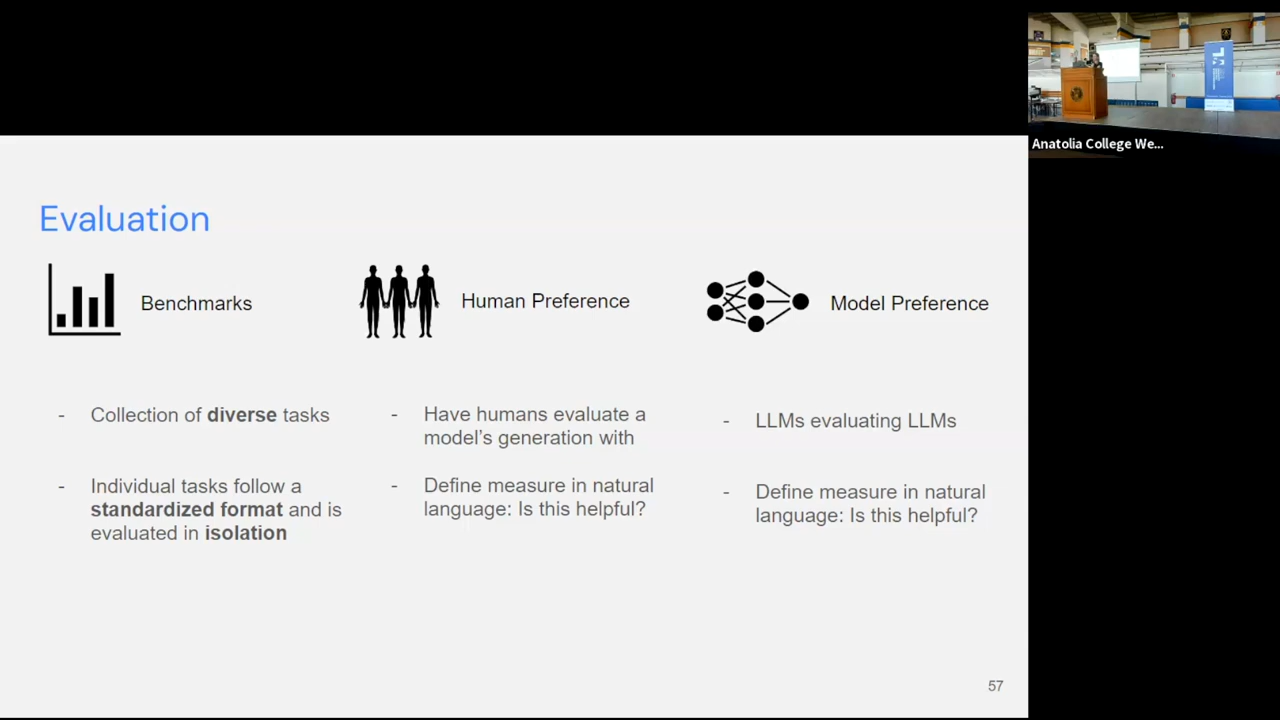 Anatolia College We...
Evaluation
Benchmarks
Human Preference
Model Preference
- Collection of diverse tasks
- Individual tasks follow a
standardized format and is
evaluated in isolation
- Have humans evaluate a
model's generation with
- Define measure in natural
language: Is this helpful?
- LLMs evaluating LLMs
- Define measure in natural
language: Is this helpful?
57